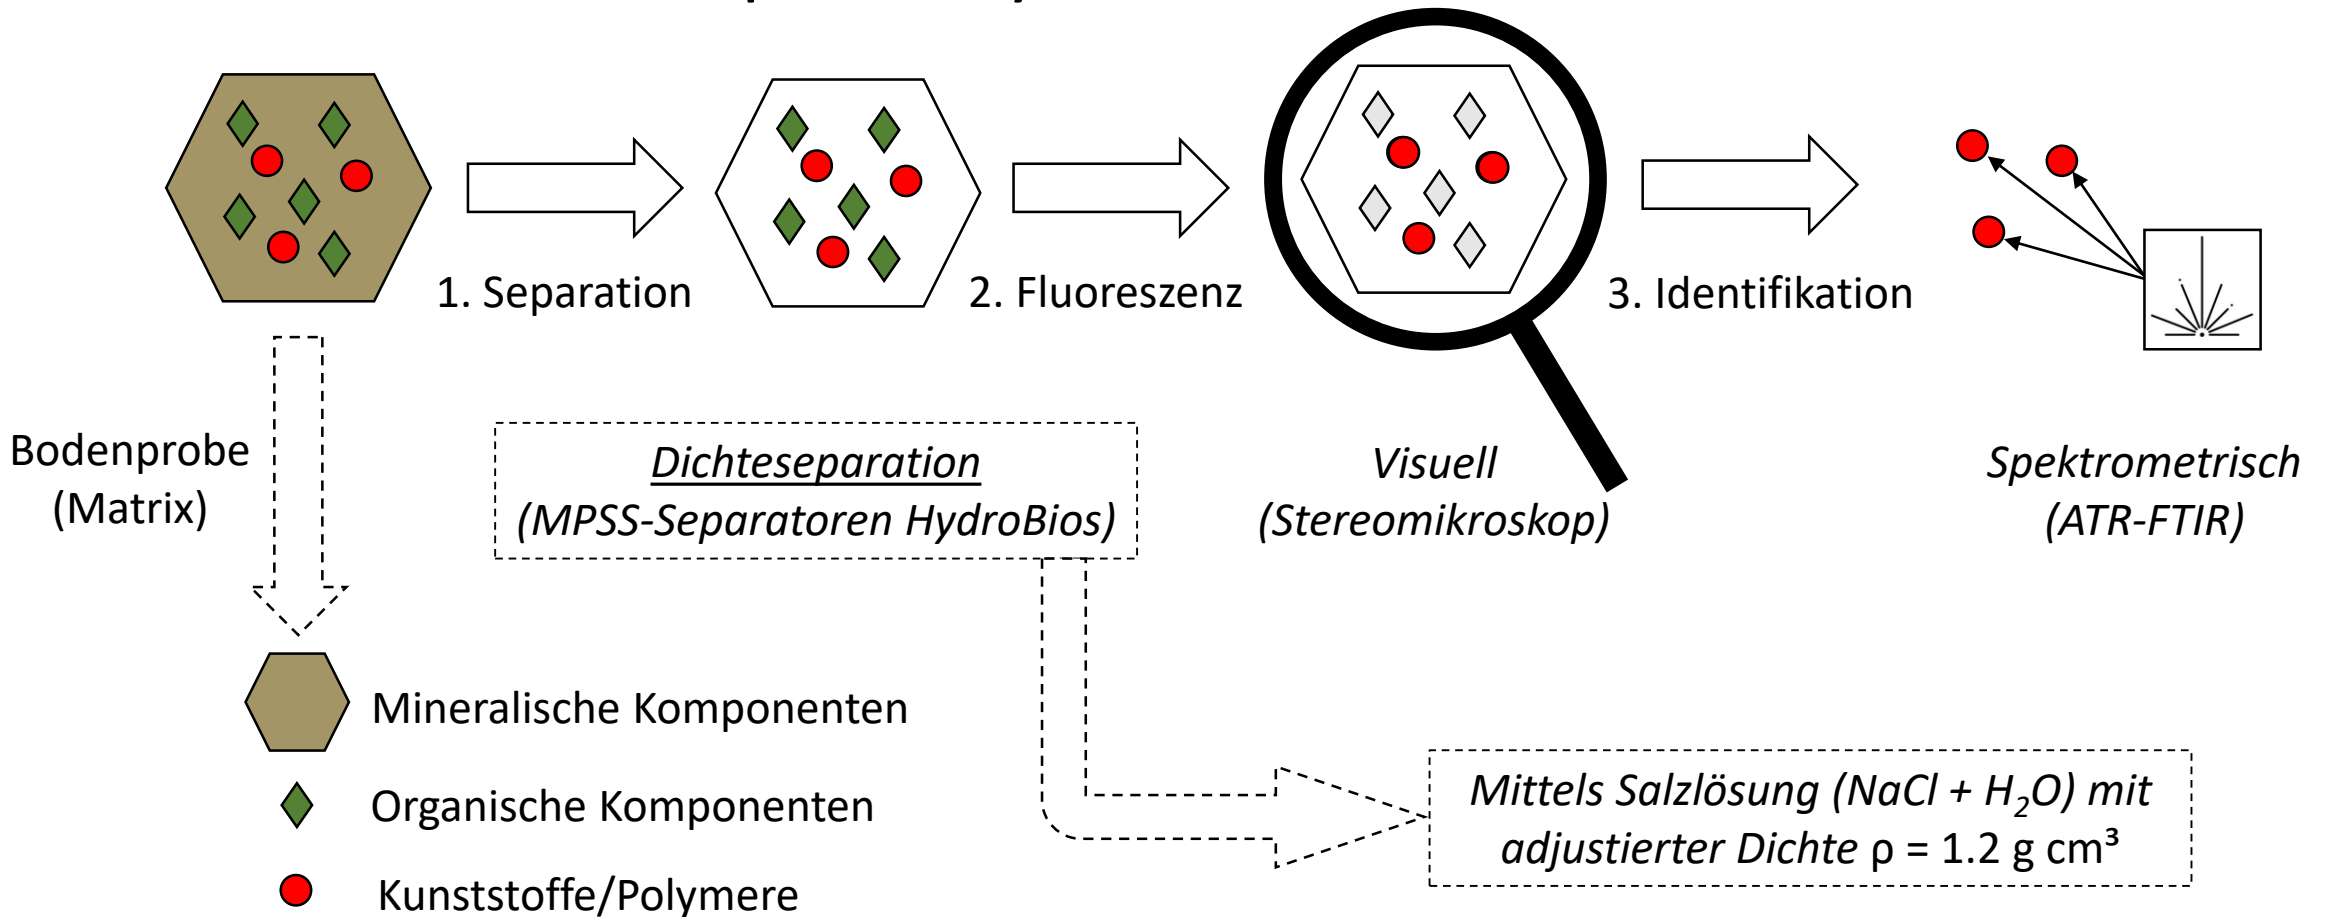 1. Separation
2. Fluoreszenz
3. Identifikation
Bodenprobe
(Matrix)
Dichteseparation
(MPSS-Separatoren HydroBios)
Visuell
(Stereomikroskop)
Spektrometrisch
(ATR-FTIR)
Mineralische Komponenten
Organische Komponenten
Kunststoffe/Polymere
Mittels Salzlösung (NaCl + H₂O) mit
adjustierter Dichte ρ = 1.2 g cm³